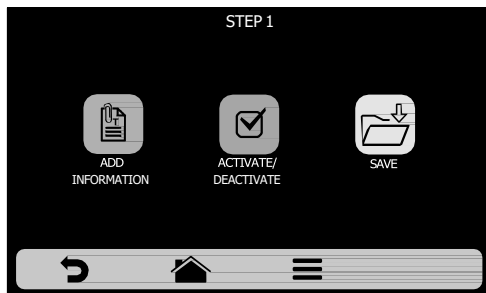 STEP 1
ADD
INFORMATION
ACTIVATE/
DEACTIVATE
SAVE